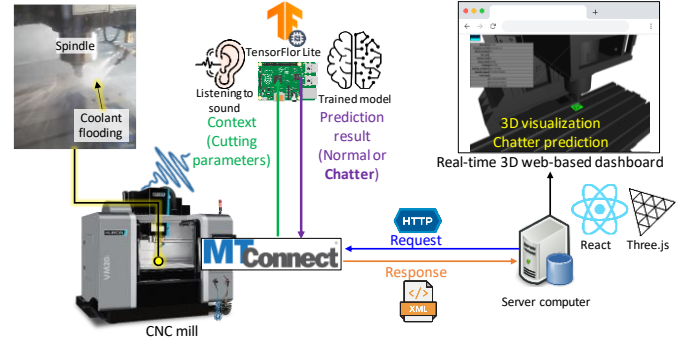 Spindle
Coolant
flooding
TensorFlor Lite
Listening to
sound
Trained model
Context
(Cutting
parameters)
Prediction
result
(Normal or
Chatter)
3D visualization
Chatter prediction
Real-time 3D web-based dashboard
HURCO
VM20i
MTConnect
CNC mill
HTTP
Request
Response
</>
XML
Server computer
React
Three.js